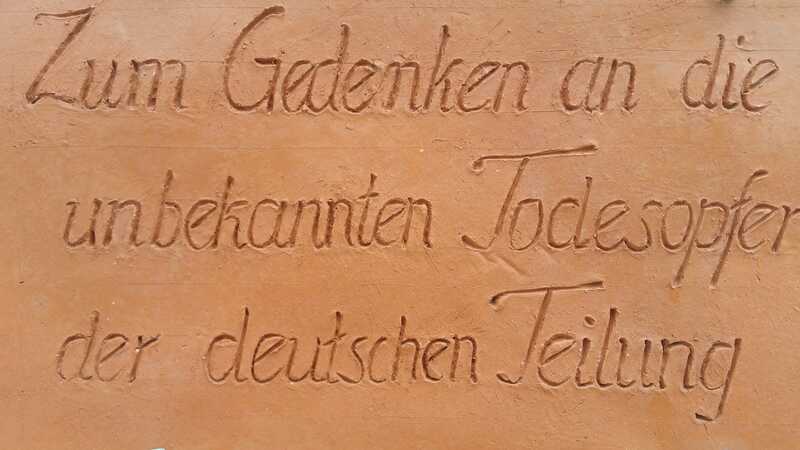 Zum Gedenken an die
unbekannten Todesopfer
der deutschen Teilung